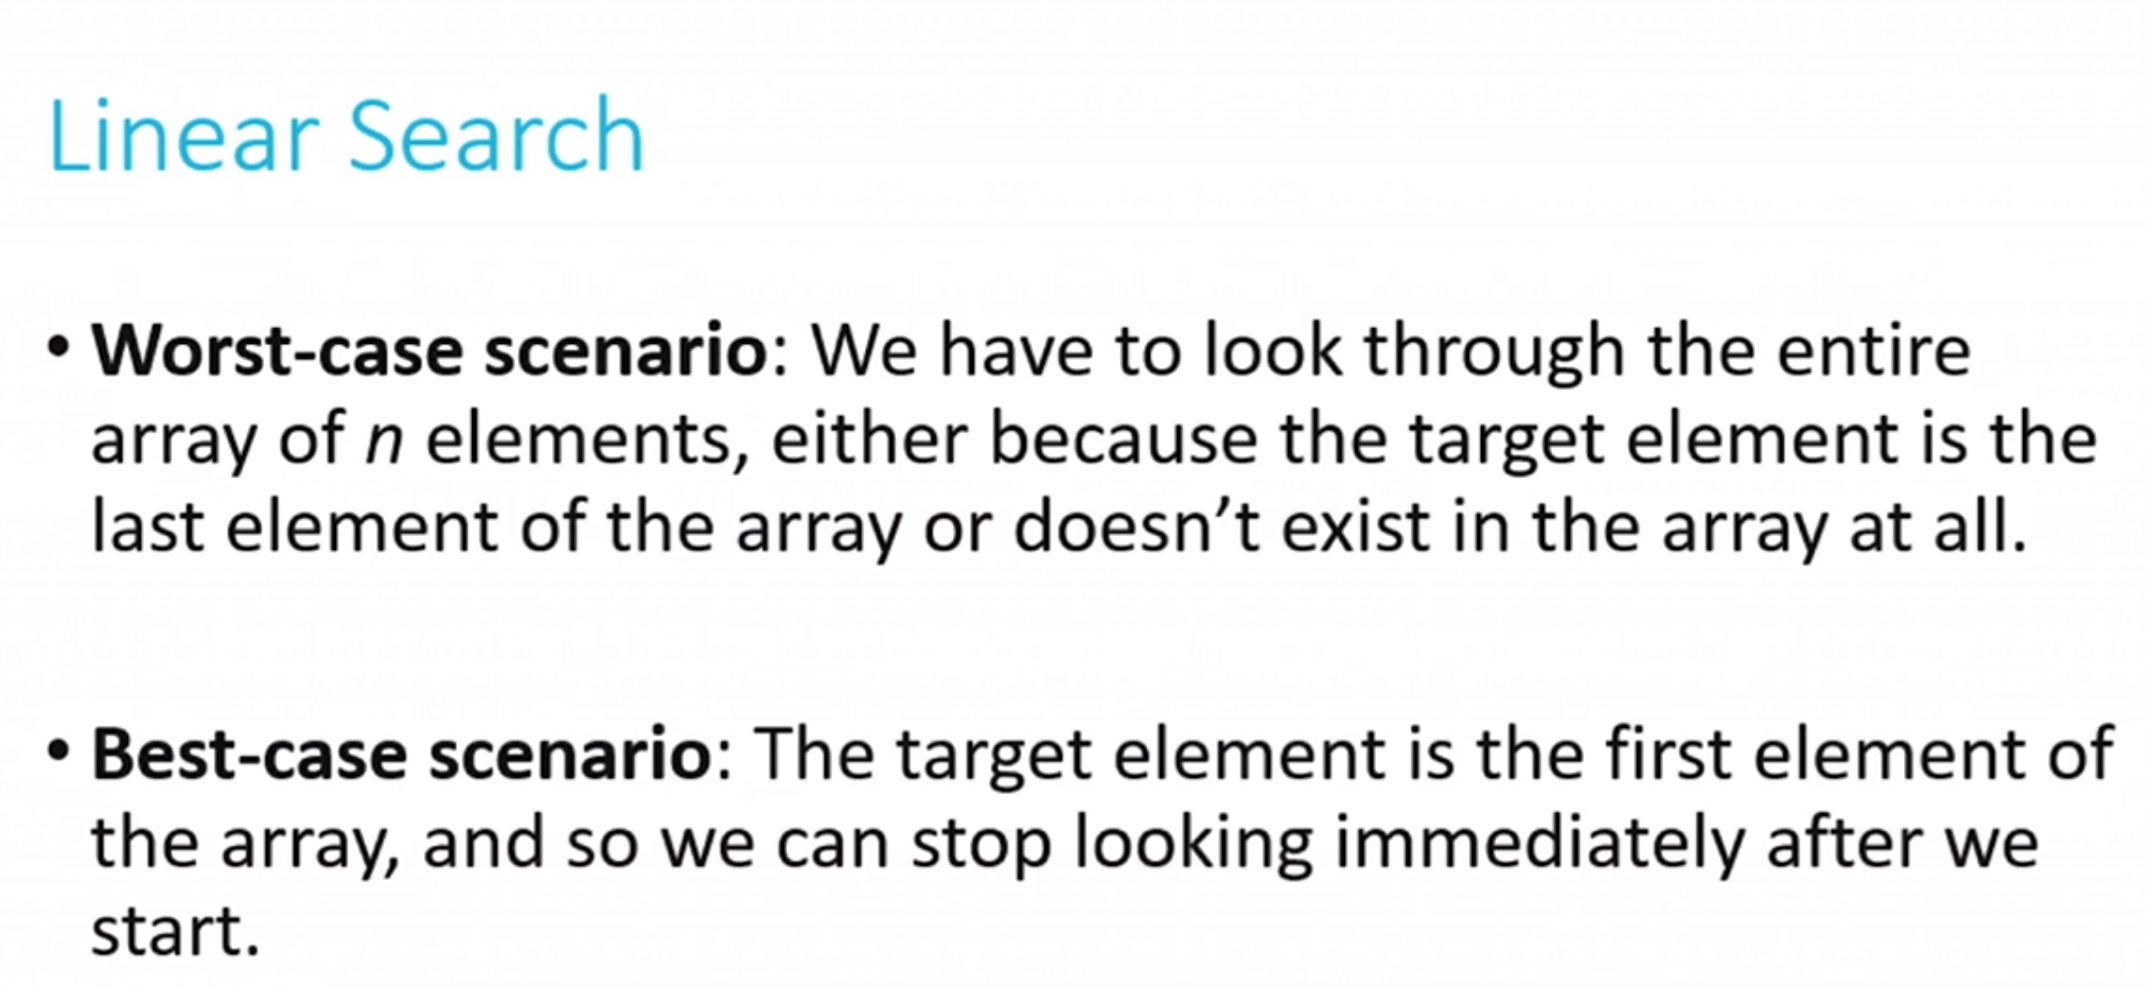 Linear Search
• Worst-case scenario: We have to look through the entire
array of n elements, either because the target element is the
last element of the array or doesn’t exist in the array at all.
• Best-case scenario: The target element is the first element of
the array, and so we can stop looking immediately after we
start.